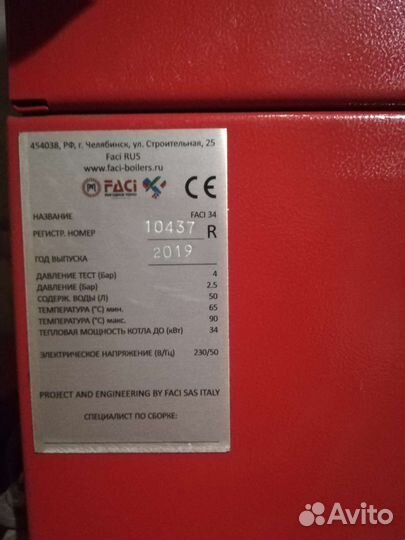 454038, РФ, г. Челябинск, ул. Строительная, 25
Faci RUS
www.faci-boilers.ru
FACI CE
НАЗВАНИЕ FACI 34
РЕГИСТР. НОМЕР 10437 R
ГОД ВЫПУСКА 2019
ДАВЛЕНИЕ ТЕСТ (Бар) 4
ДАВЛЕНИЕ (Бар) 2.5
СОДЕРЖ. ВОДЫ (Л) 50
ТЕМПЕРАТУРА (°C) мин. 65
ТЕМПЕРАТУРА (°C) макс. 90
ТЕПЛОВАЯ МОЩНОСТЬ КОТЛА ДО (кВт) 34
ЭЛЕКТРИЧЕСКОЕ НАПРЯЖЕНИЕ (В/Гц) 230/50
PROJECT AND ENGINEERING BY FACI SAS ITALY
СПЕЦИАЛИСТ ПО СБОРКЕ:
Avito